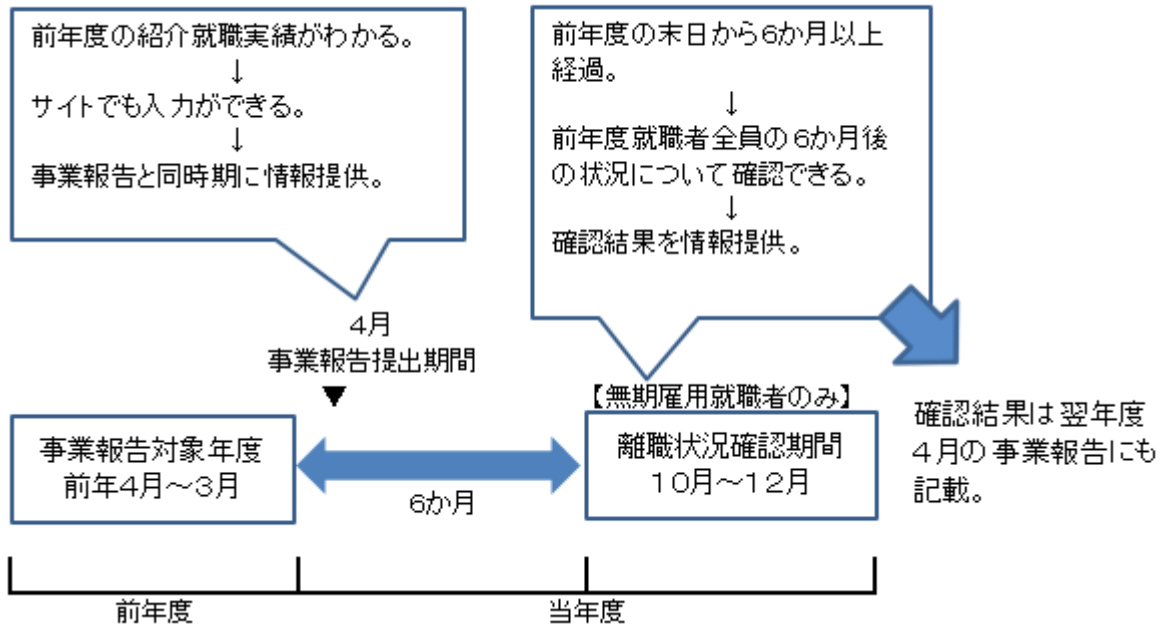 前年度の紹介就職実績がわかる。
↓
サイトでも入力ができる。
↓
事業報告と同時期に情報提供。
前年度の末日から6か月以上
経過。
↓
前年度就職者全員の6か月後
の状況について確認できる。
↓
確認結果を情報提供。
4月
事業報告提出期間
▼
【無期雇用就職者のみ】
事業報告対象年度
前年4月～3月
6か月
離職状況確認期間
10月～12月
確認結果は翌年度
4月の事業報告にも
記載。
前年度
当年度